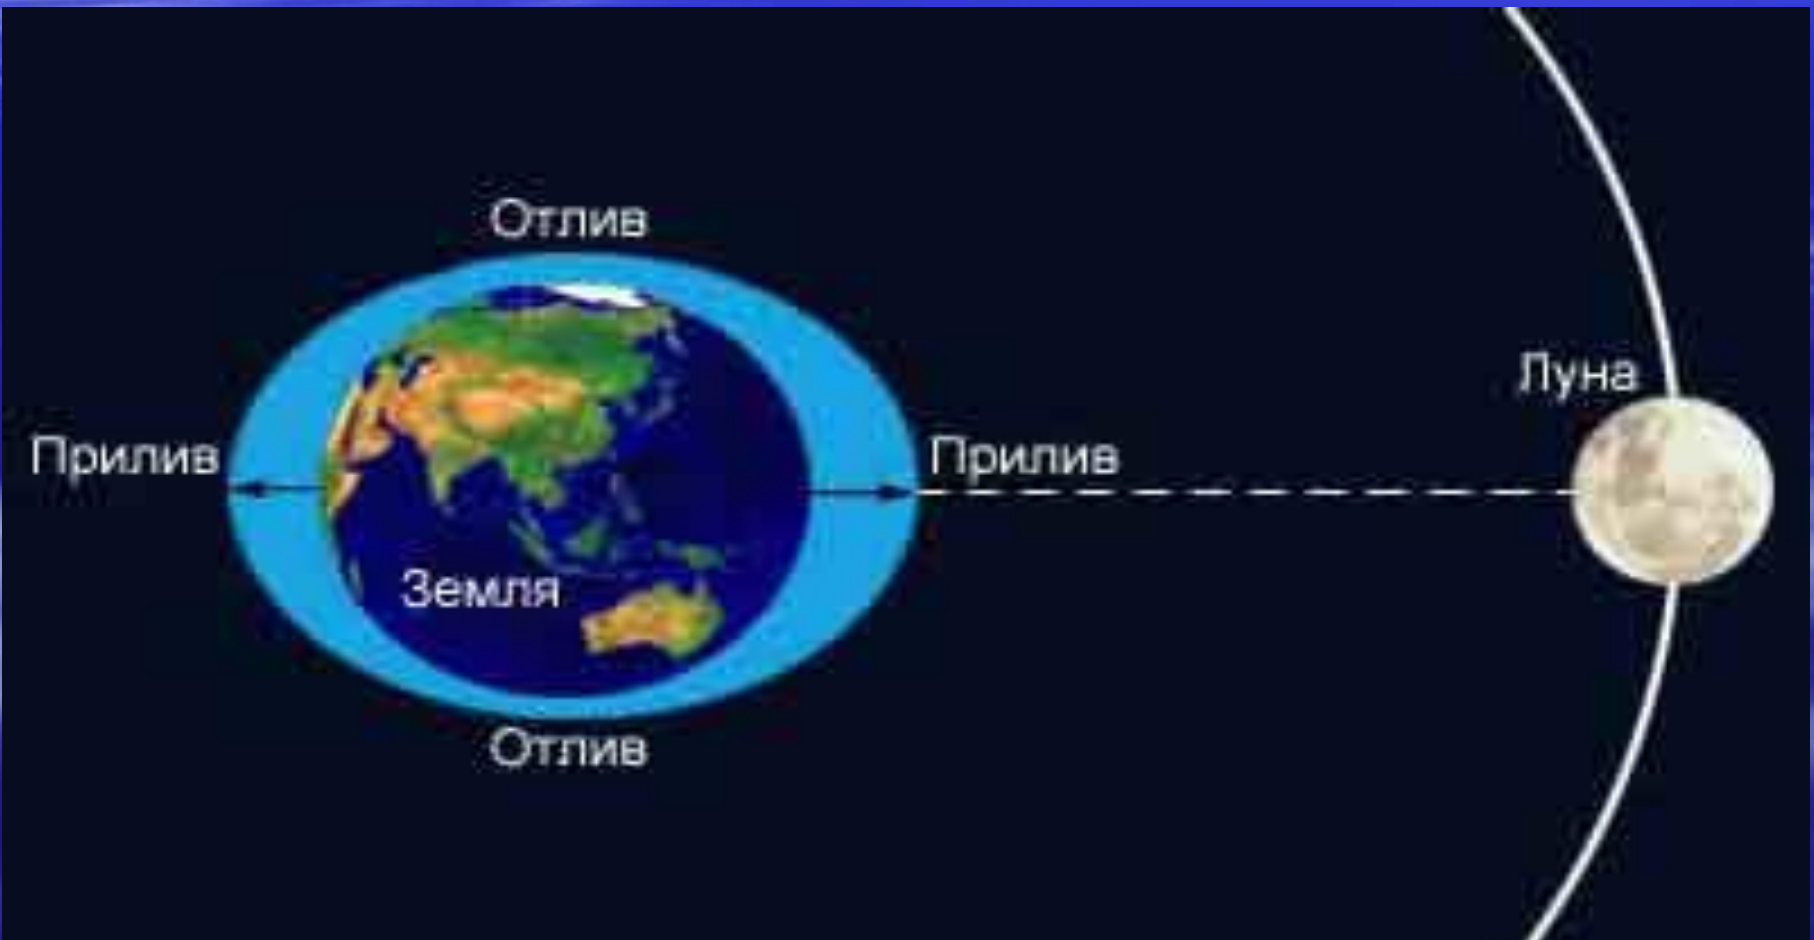 Отлив
Луна
Прилив
Прилив
Земля
Отлив